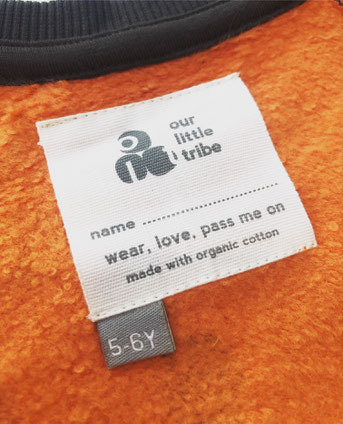 our
little
tribe
name ........................
wear, love, pass me on
made with organic cotton
5-6Y